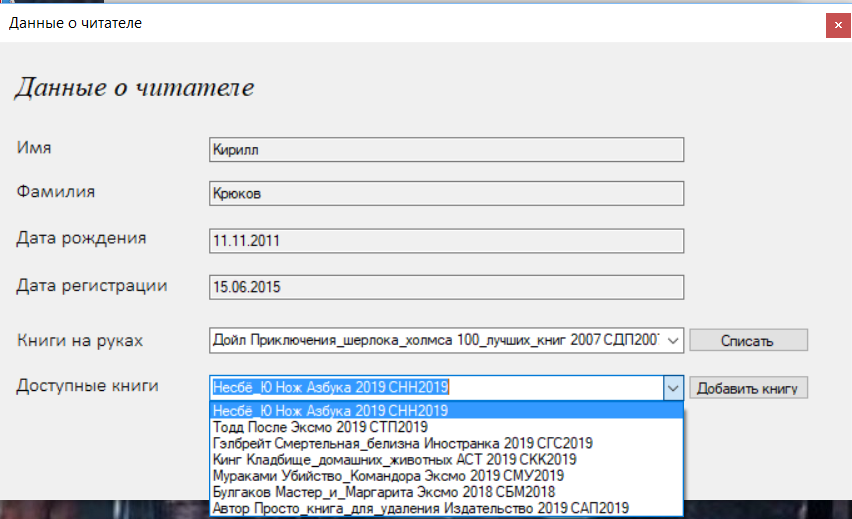 Данные о читателе
Данные о читателе
Имя
Кирилл
Фамилия
Крюков
Дата рождения
11.11.2011
Дата регистрации
15.06.2015
Книги на руках
Дойл Приключения_шерлока_холмса 100_лучших_книг 2007 СДП2007
Списать
Доступные книги
Несбё_Ю Нож Азбука 2019 СНН2019
Добавить книгу
Несбё_Ю Нож Азбука 2019 СНН2019
Тодд После Эксмо 2019 СТП2019
Гэлбрейт Смертельная_белизна Иностранка 2019 СГС2019
Кинг Кладбище_домашних_животных АСТ 2019 СКК2019
Мураками Убийство_Командора Эксмо 2019 СМУ2019
Булгаков Мастер_и_Маргарита Эксмо 2018 СБМ2018
Автор Просто_книга_для_удаления Издательство 2019 САП2019